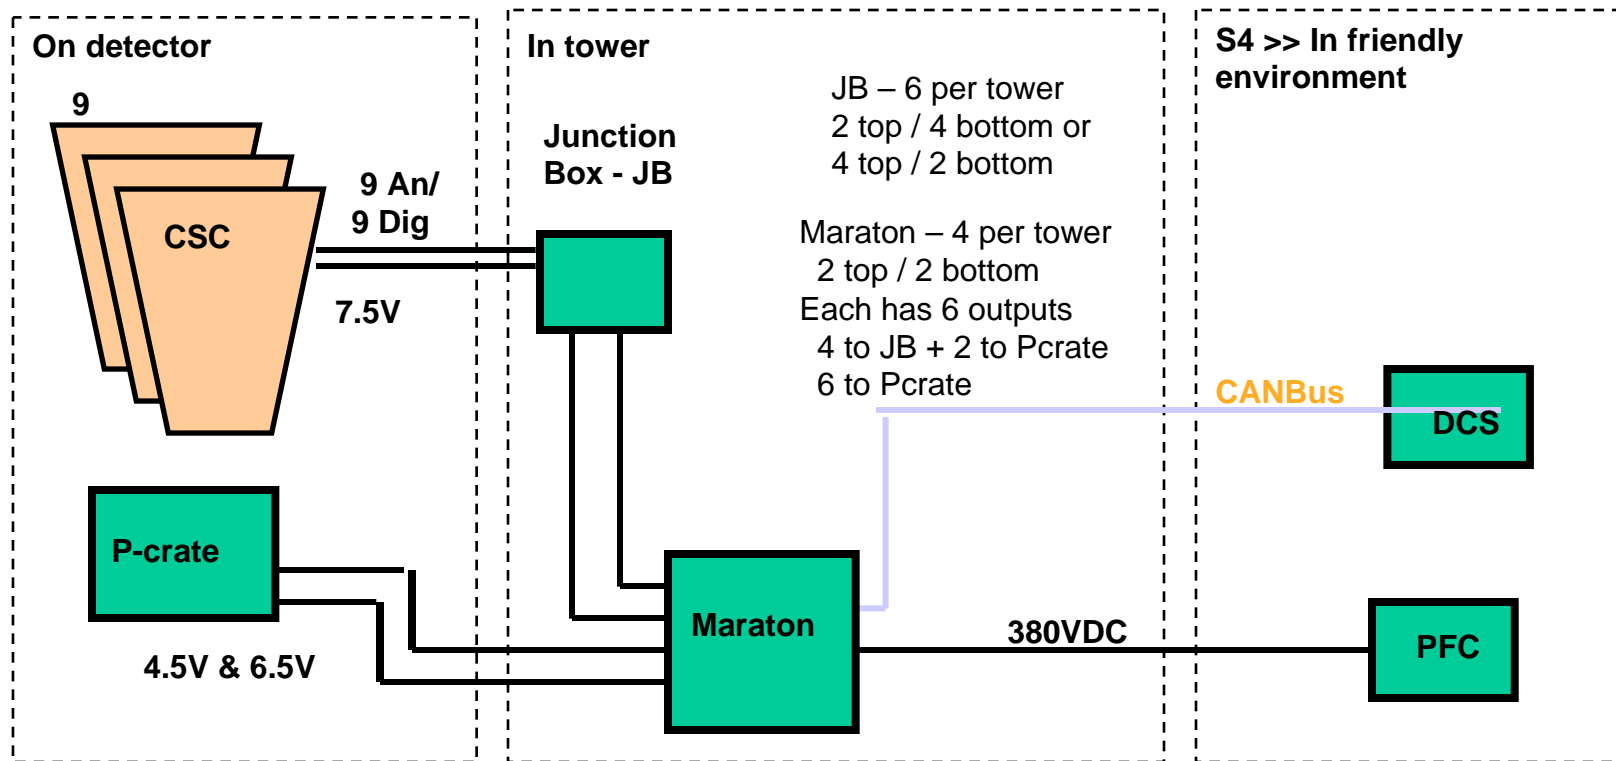 On detector
9
CSC
9 An/
9 Dig
7.5V
P-crate
4.5V & 6.5V
In tower
Junction
Box - JB
JB – 6 per tower
2 top / 4 bottom or
4 top / 2 bottom
Maraton – 4 per tower
2 top / 2 bottom
Each has 6 outputs
4 to JB + 2 to Pcrate
6 to Pcrate
Maraton
380VDC
S4 >> In friendly
environment
CANBus
DCS
PFC